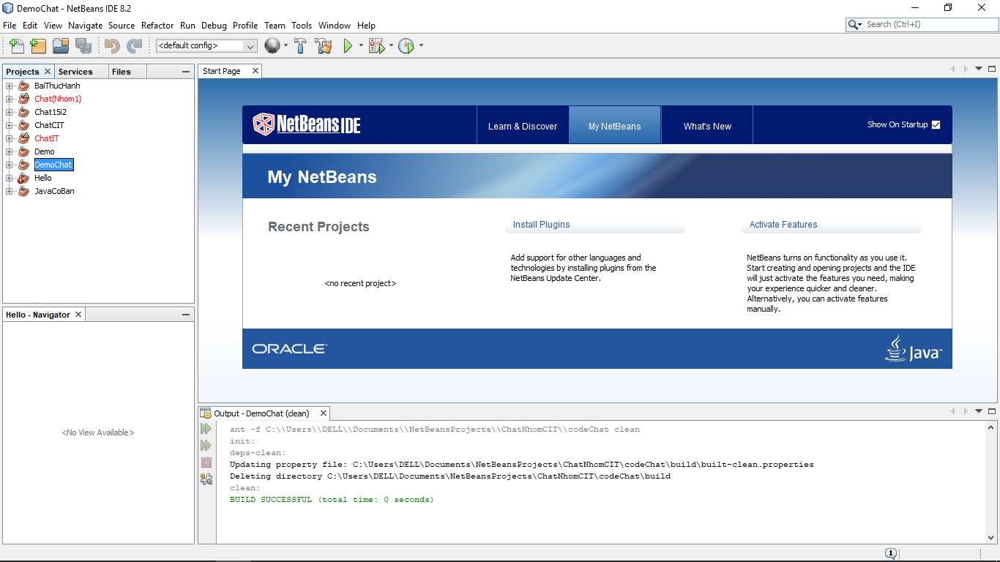 DemoChat - NetBeans IDE 8.2
File Edit View Navigate Source Refactor Run Debug Profile Team Tools Window Help
Search (Ctrl+I)
<default config>
Projects Services Files
BaiThucHanh
Chat(Nhom1)
Chat15i2
ChatCIT
ChatIT
Demo
DemoChat
Hello
JavaCoBan
Hello - Navigator
<No View Available>
Start Page
NetBeans IDE
Learn & Discover
My NetBeans
What's New
Show On Startup
My NetBeans
Recent Projects
<no recent project>
Install Plugins
Add support for other languages and
technologies by installing plugins from the
NetBeans Update Center.
Activate Features
NetBeans turns on functionality as you use it.
Start creating and opening projects and the IDE
will just activate the features you need, making
your experience quicker and cleaner.
Alternatively, you can activate features
manually.
ORACLE
Java
Output - DemoChat (clean)
ant -f C:\\Users\\DELL\\Documents\\NetBeansProjects\\ChatNhomCIT\\codeChat clean
init:
deps-clean:
Updating property file: C:\Users\DELL\Documents\NetBeansProjects\ChatNhomCIT\codeChat\build\built-clean.properties
Deleting directory C:\Users\DELL\Documents\NetBeansProjects\ChatNhomCIT\codeChat\build
clean:
BUILD SUCCESSFUL (total time: 0 seconds)
1